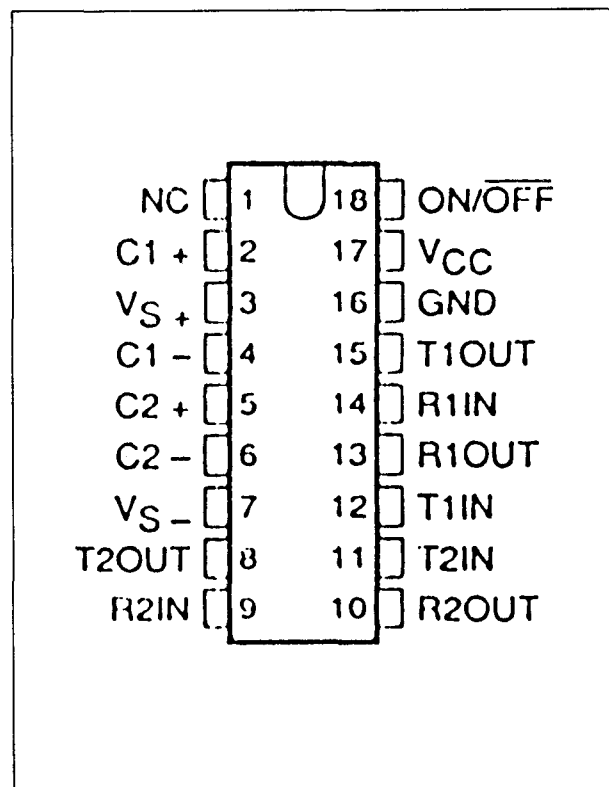 NC 1 18 ON/OFF
C1 + 2 17 VCC
VS + 3 16 GND
C1 – 4 15 T1OUT
C2 + 5 14 R1IN
C2 – 6 13 R1OUT
VS – 7 12 T1IN
T2OUT 8 11 T2IN
R2IN 9 10 R2OUT